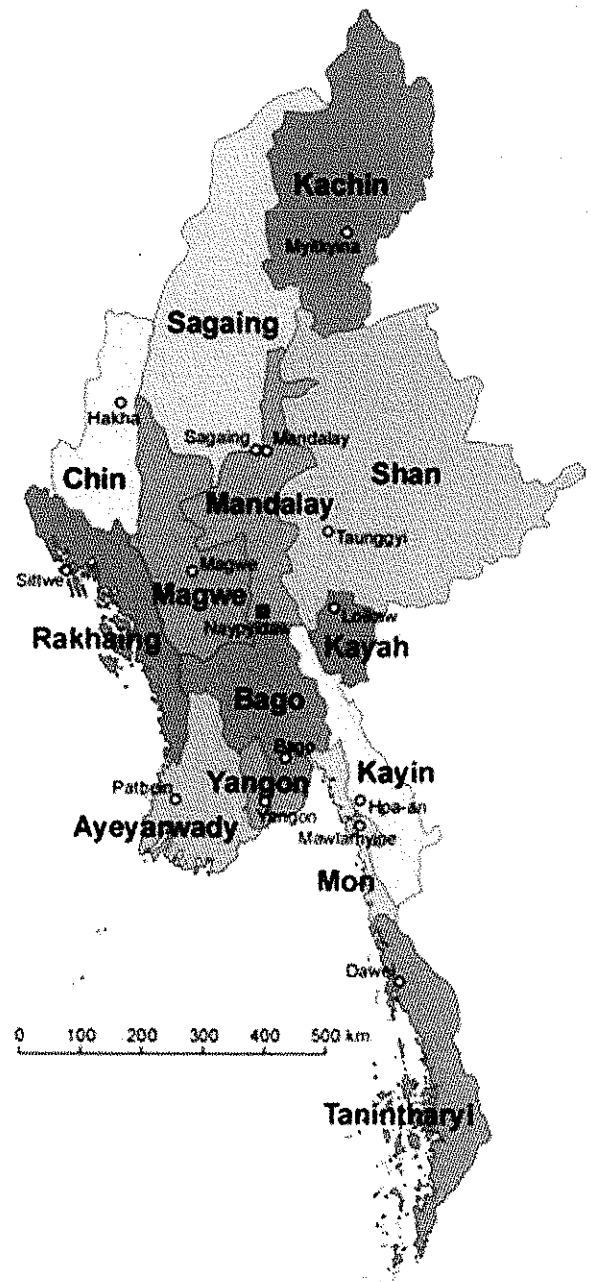 Kachin
Myitkyina
Sagaing
Hakha
Sagaing
Mandalay
Chin
Shan
Mandalay
Taunggyi
Sittwe
Magwe
Magwe
Loikaw
Naypyidaw
Rakhaing
Kayah
Bago
Bago
Kayin
Pathein
Yangon
Hpa-an
Yangon
Ayeyarwady
Mawlamyine
Mon
Dawei
0 100 200 300 400 500 km
Tanintharyi